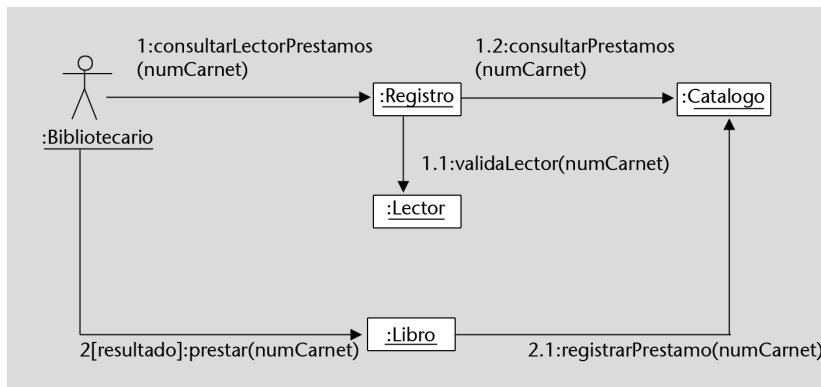 1:consultarLectorPrestamos
(numCarnet)
1.2:consultarPrestamos
(numCarnet)
:Registro
:Catalogo
:Bibliotecario
1.1:validaLector(numCarnet)
:Lector
:Libro
2[resultado]:prestar(numCarnet)
2.1:registrarPrestamo(numCarnet)